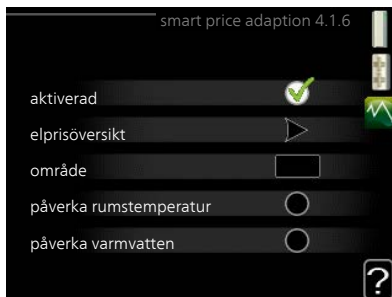 smart price adaption 4.1.6
aktiverad
elprisöversikt
område
påverka rumstemperatur
påverka varmvatten
?